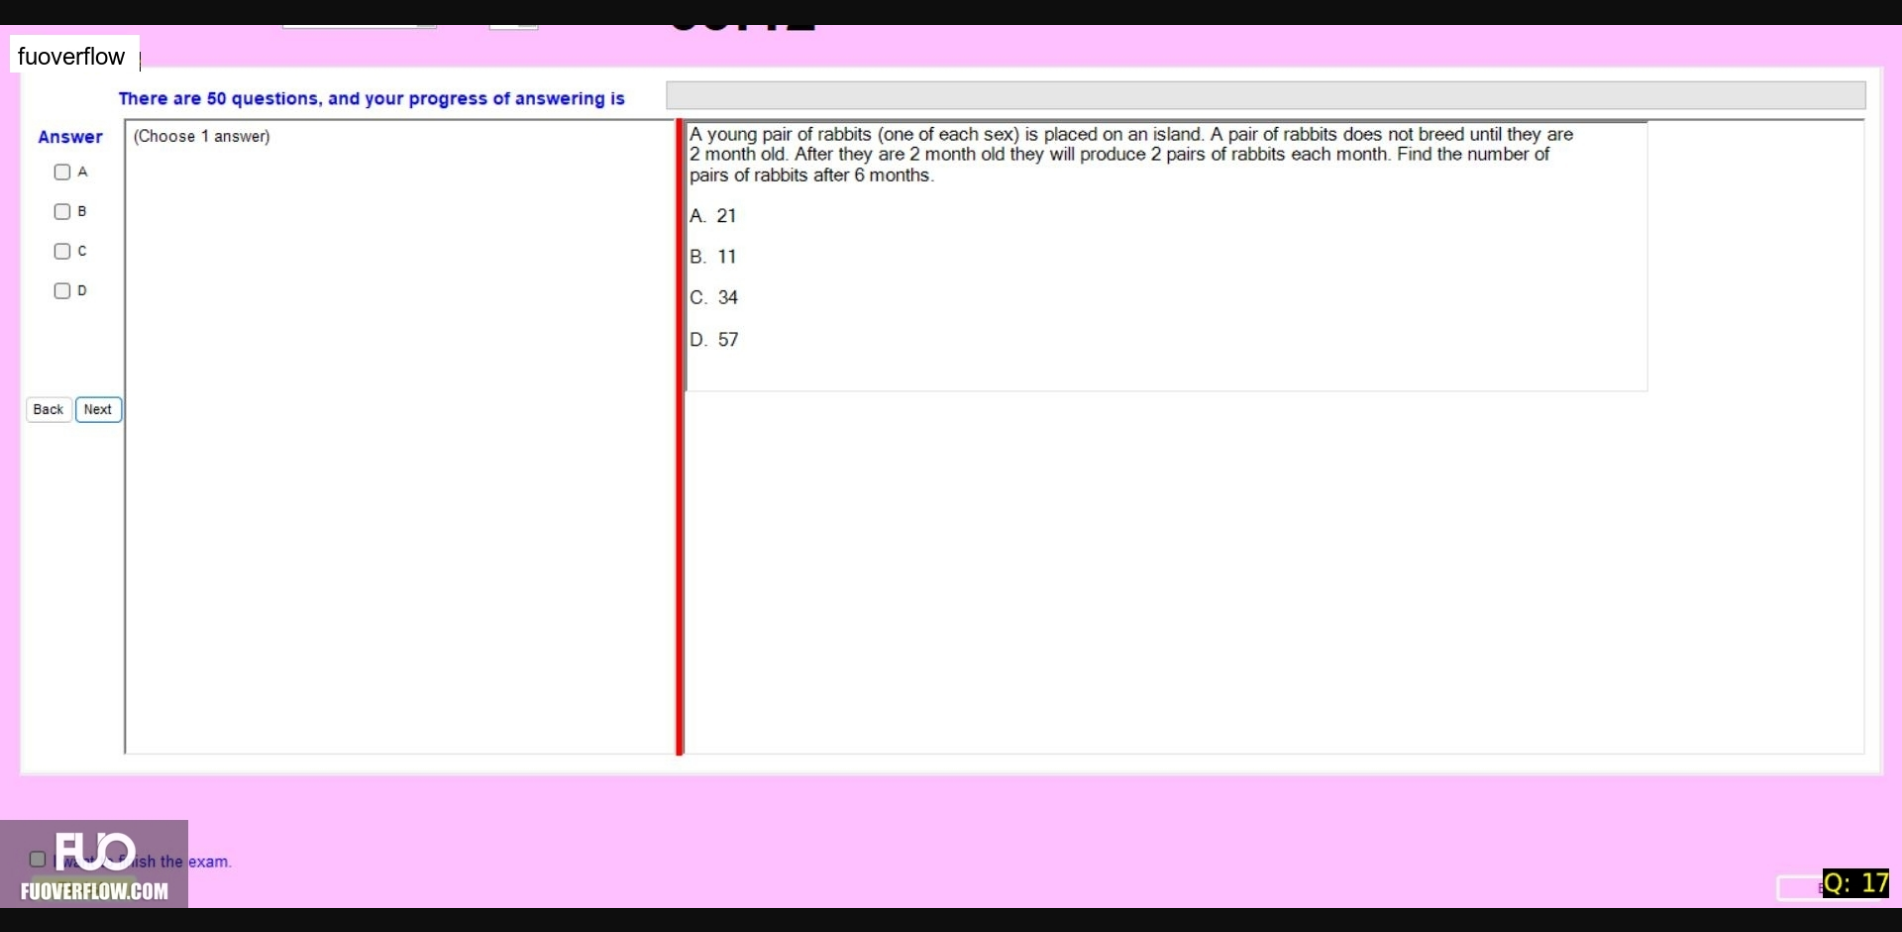 fuoverflow
There are 50 questions, and your progress of answering is
Answer
(Choose 1 answer)
A
B
C
D
Back Next
A young pair of rabbits (one of each sex) is placed on an island. A pair of rabbits does not breed until they are
2 month old. After they are 2 month old they will produce 2 pairs of rabbits each month. Find the number of
pairs of rabbits after 6 months.
A. 21
B. 11
C. 34
D. 57
FUO
finish the exam.
FUOVERFLOW.COM
Q: 17